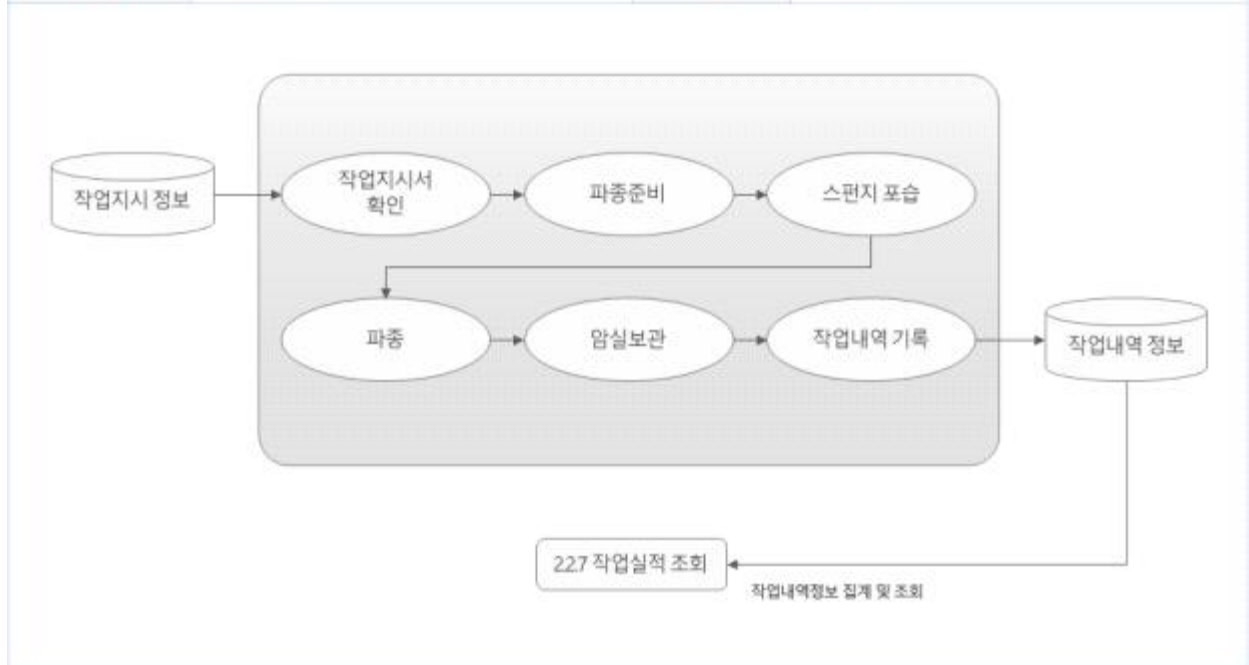 작업지시 정보
작업지시서
확인
파종준비
스펀지 포습
파종
암실보관
작업내역 기록
작업내역 정보
2.2.7 작업실적 조회
작업내역정보 집계 및 조회